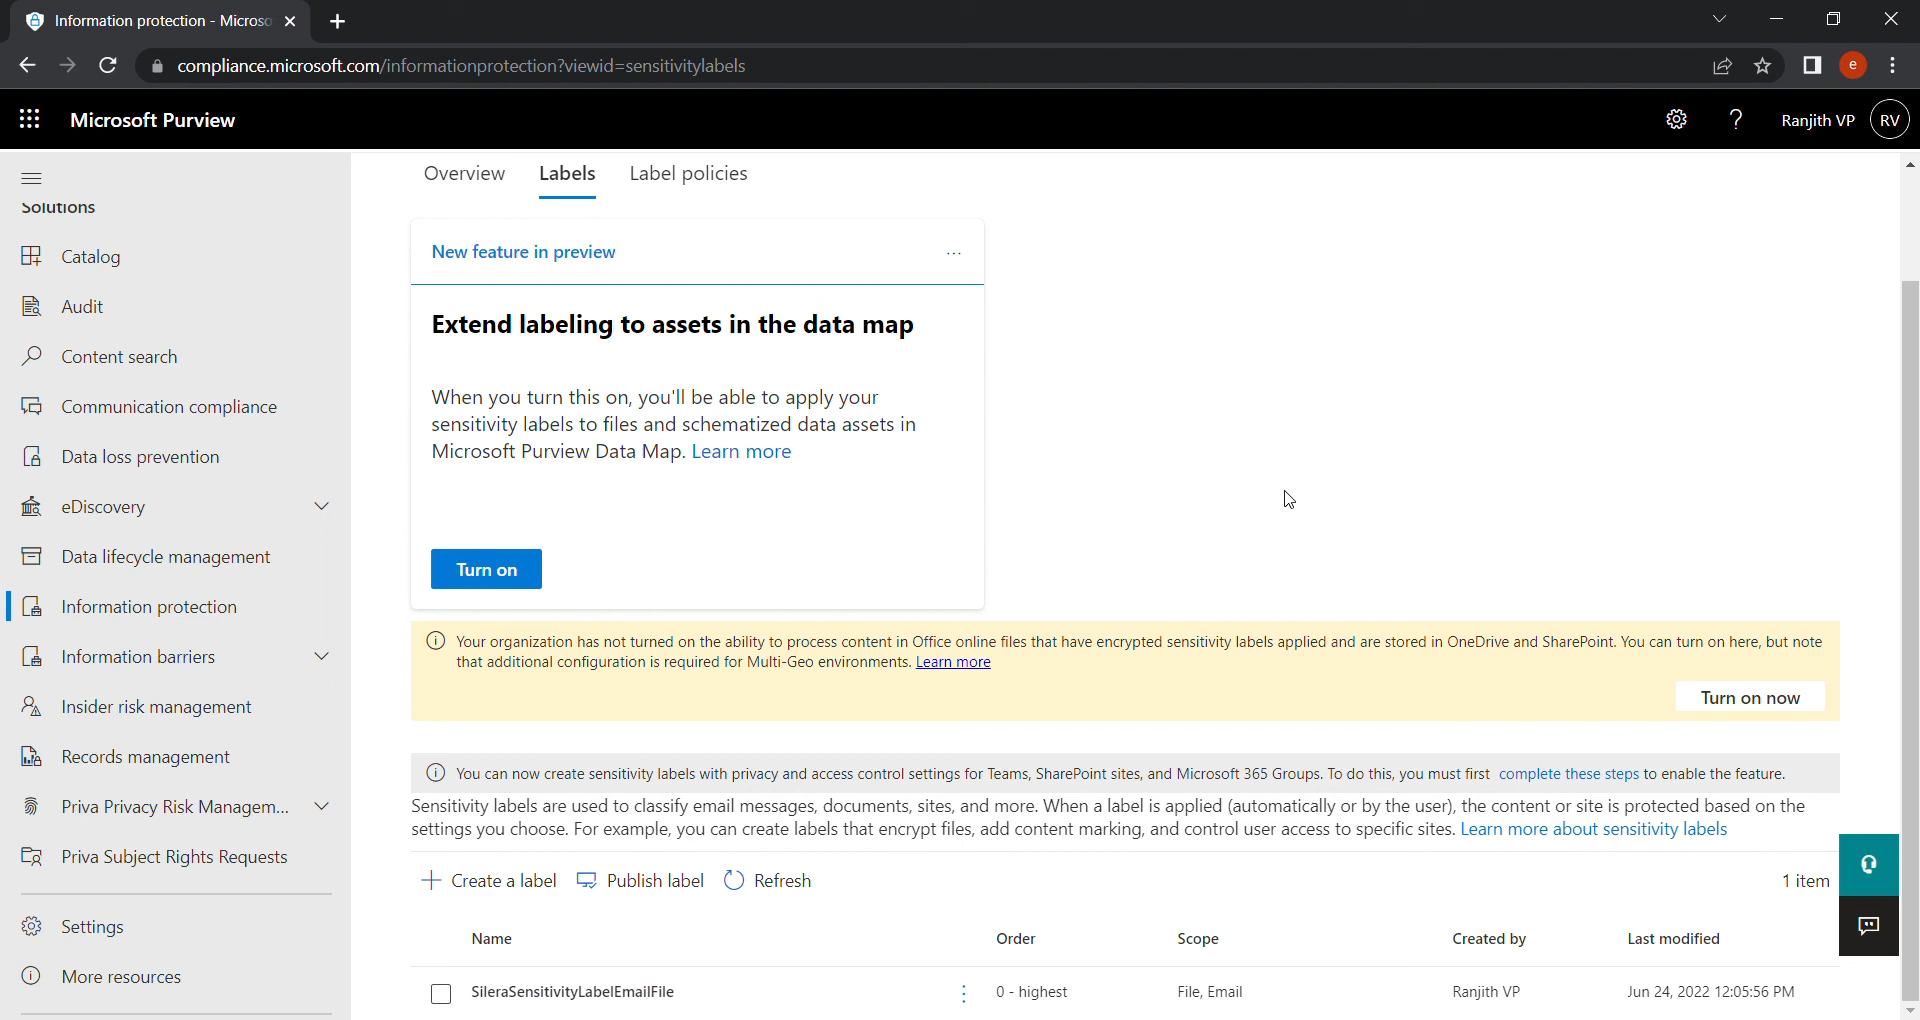 Information protection - Microsc
compliance.microsoft.com/informationprotection?viewid=sensitivitylabels
e
Microsoft Purview
Ranjith VP
RV
Solutions
Catalog
Audit
Content search
Communication compliance
Data loss prevention
eDiscovery
Data lifecycle management
Information protection
Information barriers
Insider risk management
Records management
Priva Privacy Risk Managem...
Priva Subject Rights Requests
Settings
More resources
Overview
Labels
Label policies
New feature in preview
Extend labeling to assets in the data map
When you turn this on, you'll be able to apply your
sensitivity labels to files and schematized data assets in
Microsoft Purview Data Map. Learn more
Turn on
Your organization has not turned on the ability to process content in Office online files that have encrypted sensitivity labels applied and are stored in OneDrive and SharePoint. You can turn on here, but note
that additional configuration is required for Multi-Geo environments. Learn more
Turn on now
You can now create sensitivity labels with privacy and access control settings for Teams, SharePoint sites, and Microsoft 365 Groups. To do this, you must first complete these steps to enable the feature.
Sensitivity labels are used to classify email messages, documents, sites, and more. When a label is applied (automatically or by the user), the content or site is protected based on the
settings you choose. For example, you can create labels that encrypt files, add content marking, and control user access to specific sites. Learn more about sensitivity labels
Create a label
Publish label
Refresh
1 item
Name Order Scope Created by Last modified
SileraSensitivityLabelEmailFile 0 - highest File, Email Ranjith VP Jun 24, 2022 12:05:56 PM